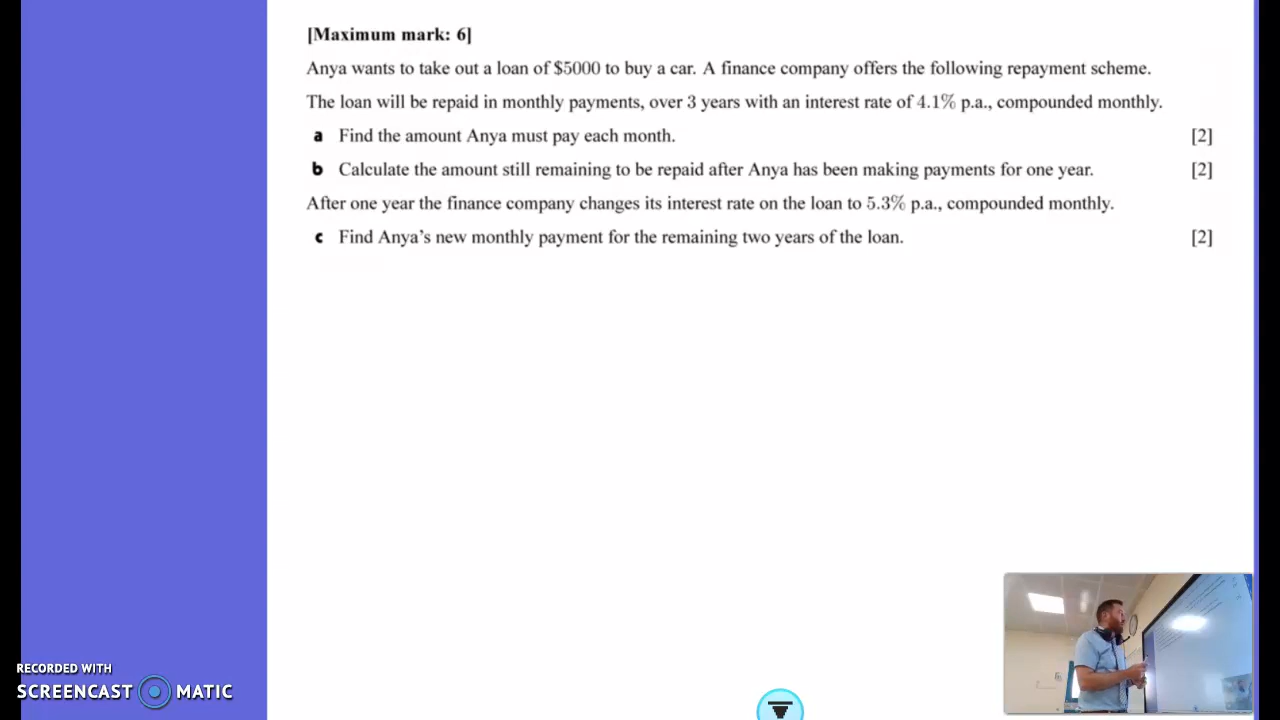 [Maximum mark: 6]
Anya wants to take out a loan of $5000 to buy a car. A finance company offers the following repayment scheme.
The loan will be repaid in monthly payments, over 3 years with an interest rate of 4.1% p.a., compounded monthly.
a Find the amount Anya must pay each month. [2]
b Calculate the amount still remaining to be repaid after Anya has been making payments for one year. [2]
After one year the finance company changes its interest rate on the loan to 5.3% p.a., compounded monthly.
c Find Anya's new monthly payment for the remaining two years of the loan. [2]
RECORDED WITH
SCREENCAST MATIC